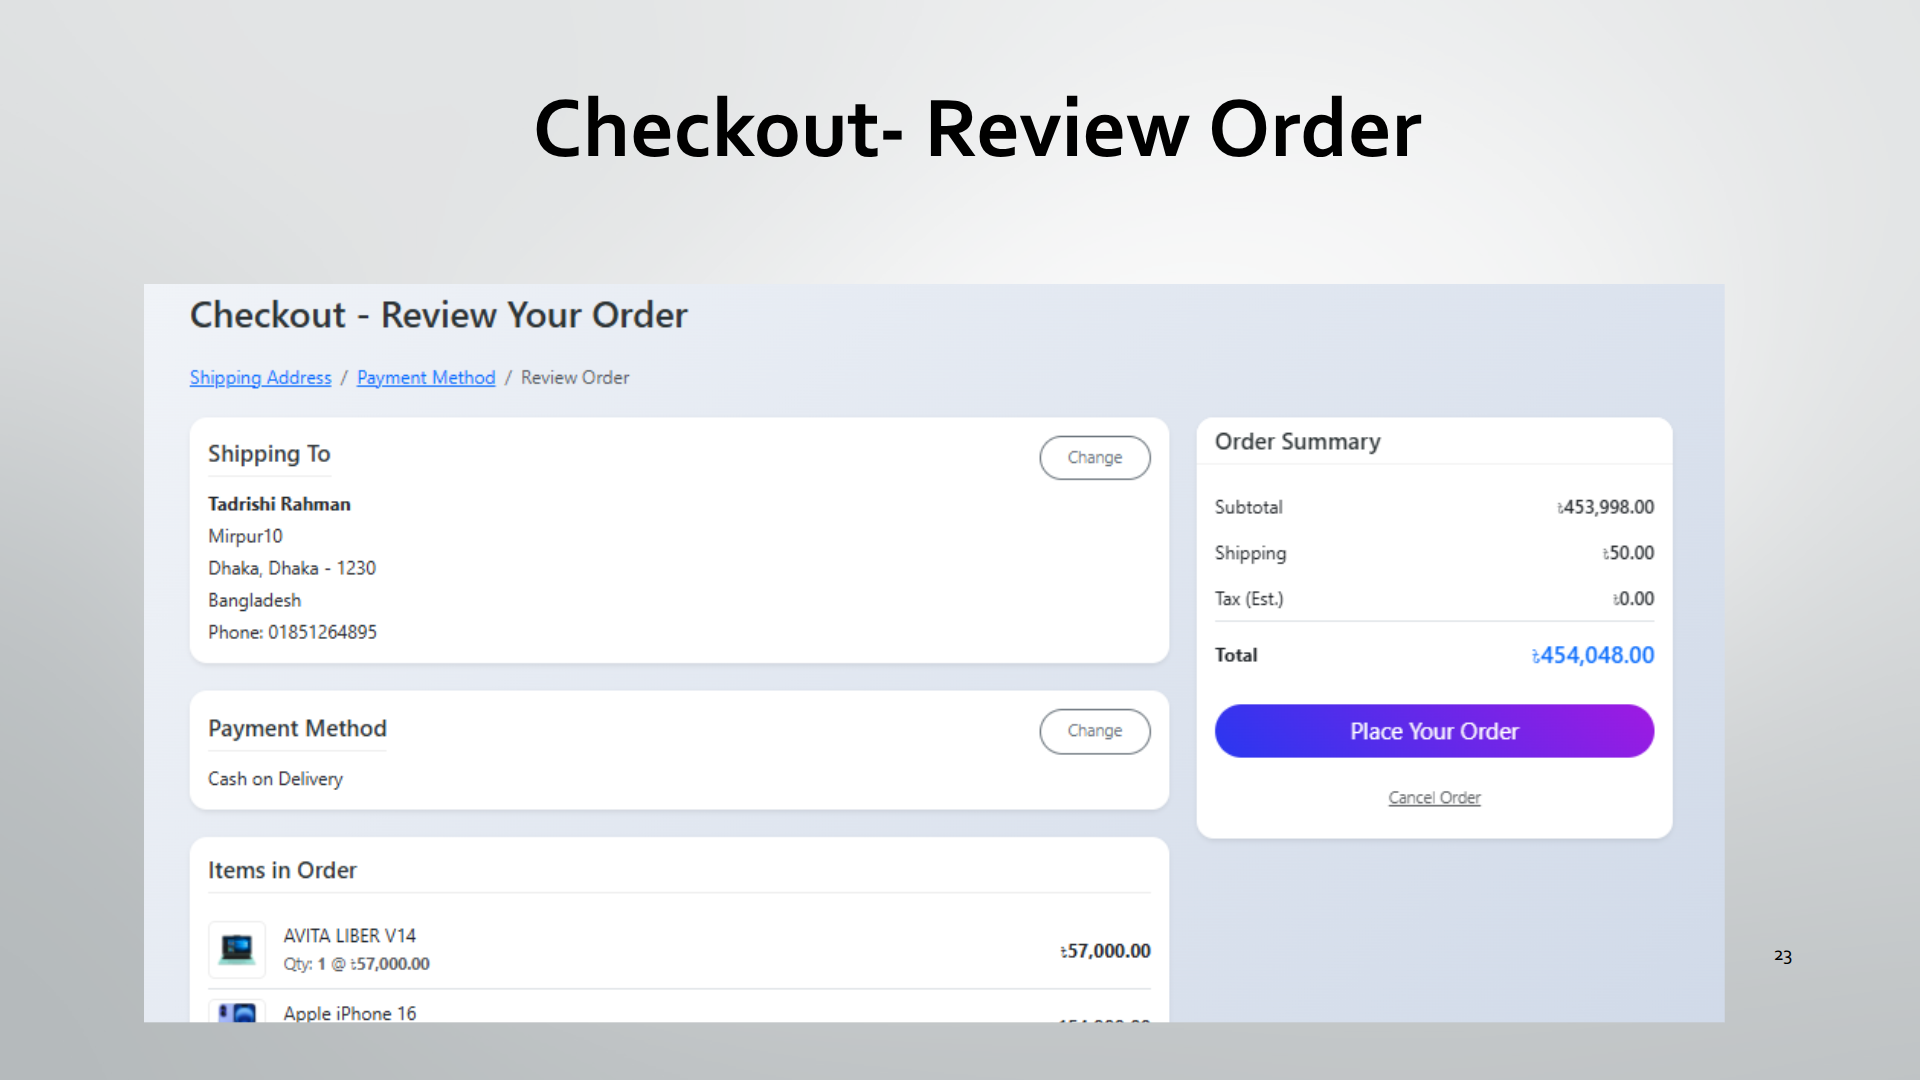 Checkout- Review Order
Checkout - Review Your Order
Shipping Address / Payment Method / Review Order
Shipping To
Change
Tadrishi Rahman
Mirpur10
Dhaka, Dhaka - 1230
Bangladesh
Phone: 01851264895
Payment Method
Change
Cash on Delivery
Items in Order
AVITA LIBER V14
Qty: 1 @ ৳57,000.00
৳57,000.00
Apple iPhone 16
Order Summary
Subtotal ৳453,998.00
Shipping ৳50.00
Tax (Est.) ৳0.00
Total ৳454,048.00
Place Your Order
Cancel Order
23